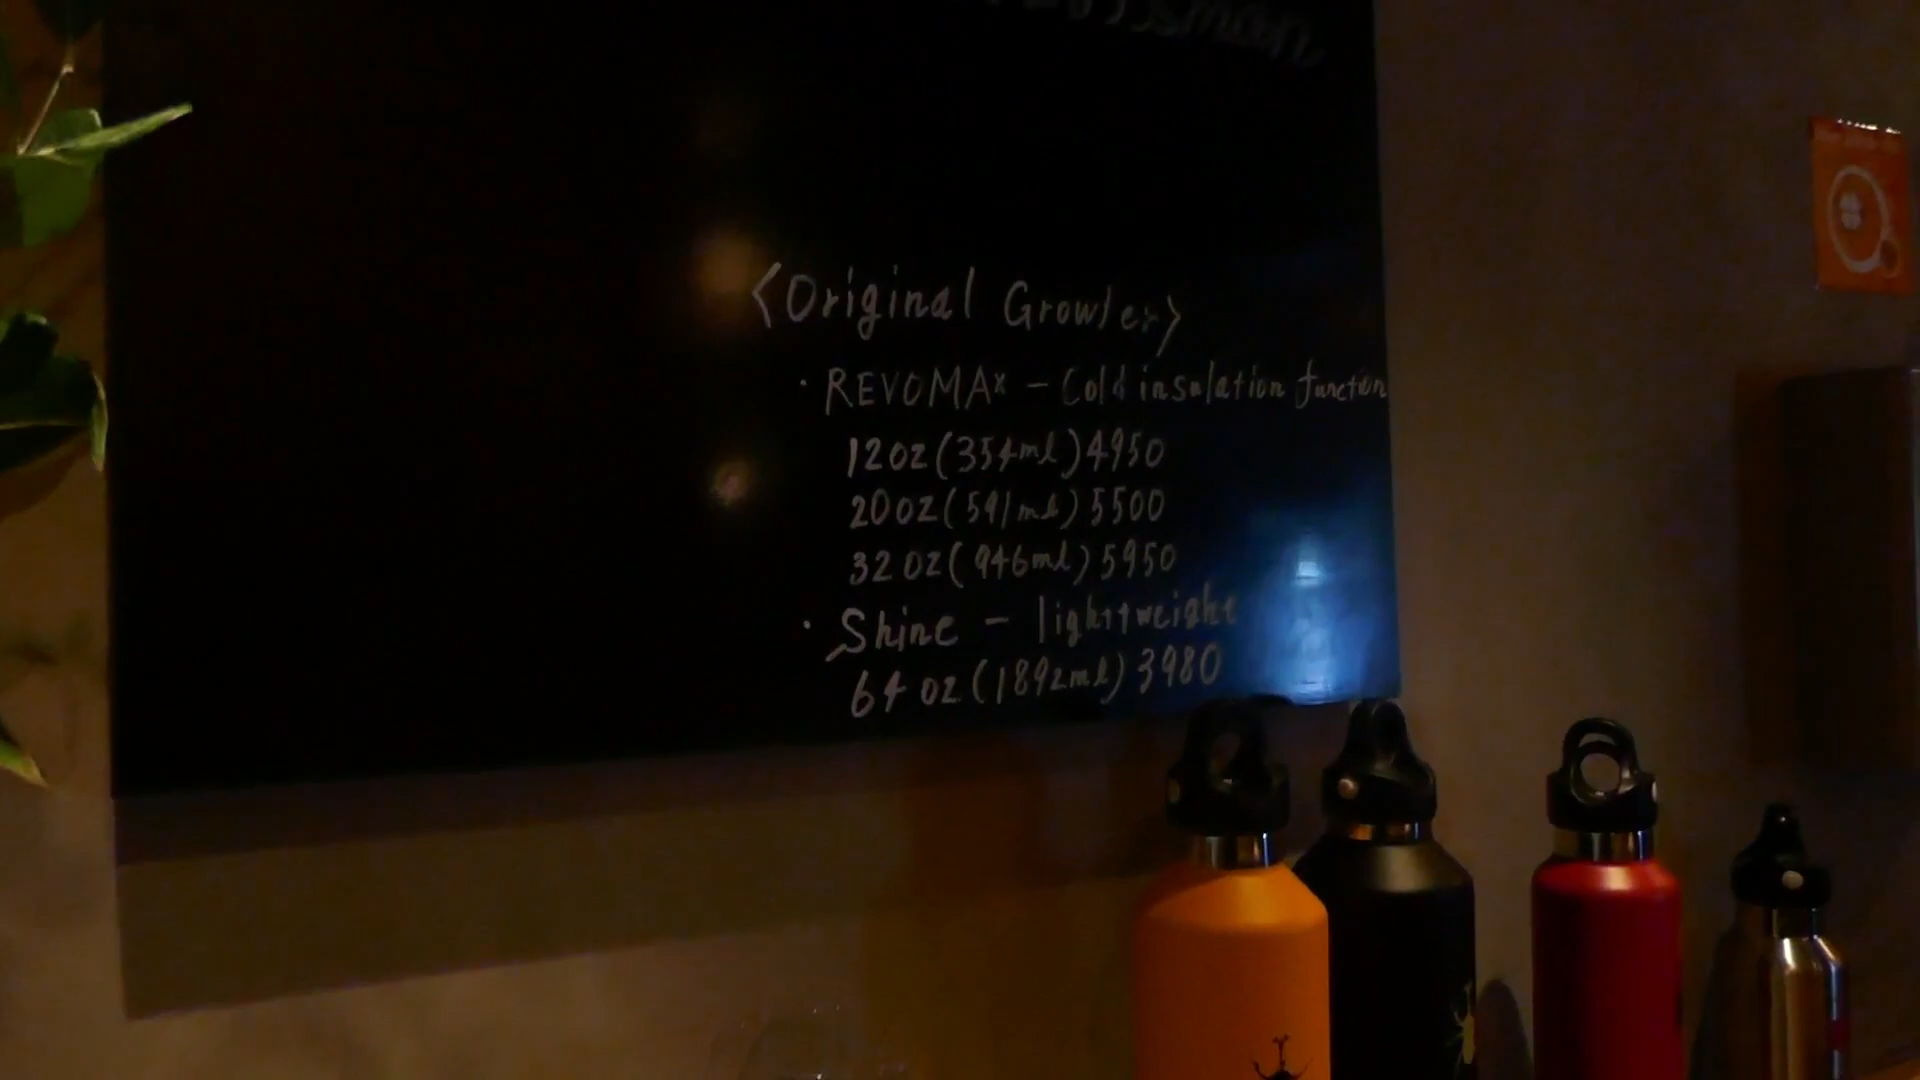 <Original Growler>
・REVOMAX - Cold insulation function
12oz(354ml)4950
20oz(591ml)5500
32oz(946ml)5950
・Shine - lighttweight
64oz(1892ml)3980